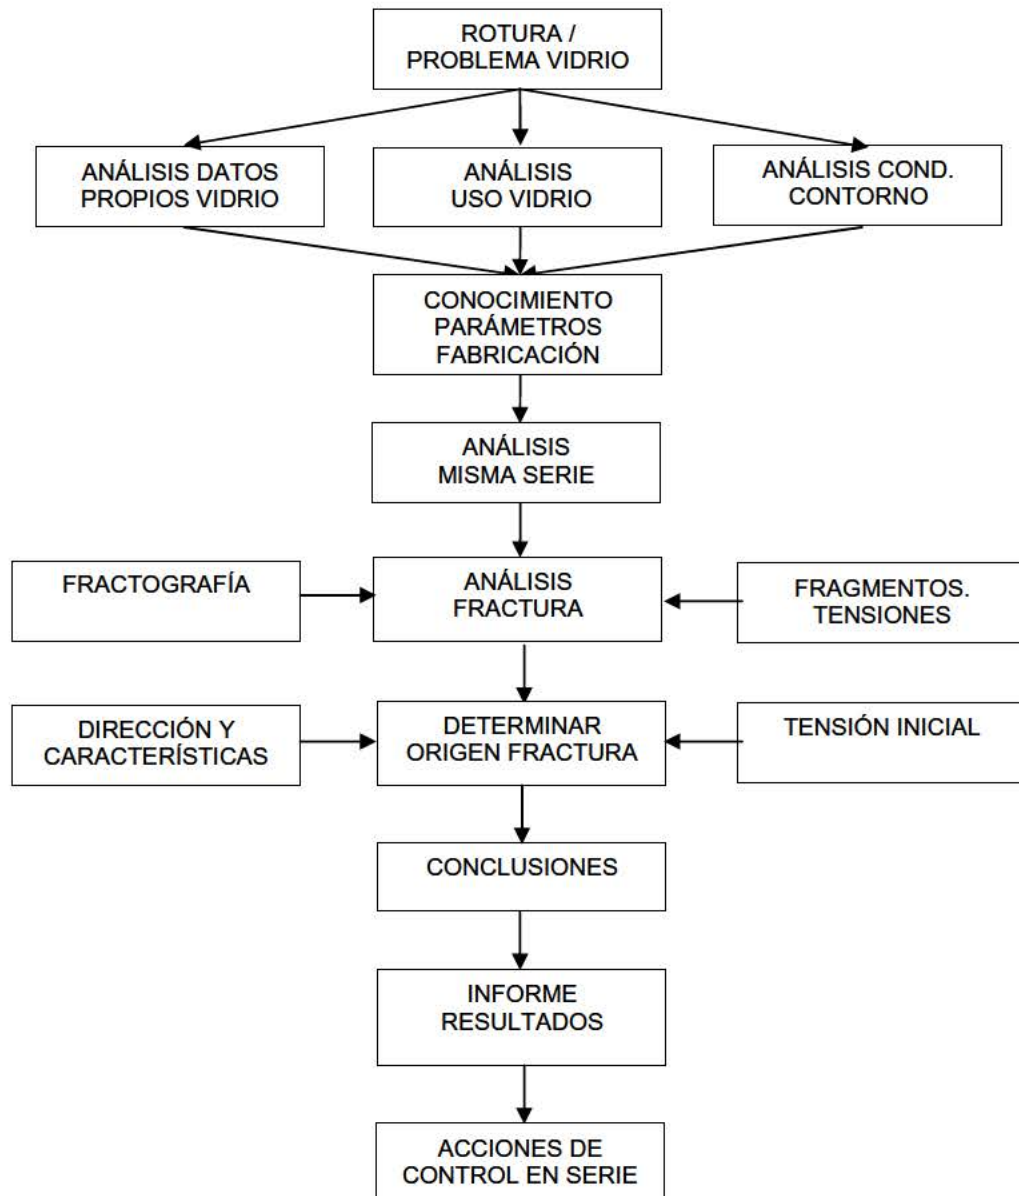 ROTURA /
PROBLEMA VIDRIO
ANÁLISIS DATOS
PROPIOS VIDRIO
ANÁLISIS
USO VIDRIO
ANÁLISIS COND.
CONTORNO
CONOCIMIENTO
PARÁMETROS
FABRICACIÓN
ANÁLISIS
MISMA SERIE
FRACTOGRAFÍA
ANÁLISIS
FRACTURA
FRAGMENTOS.
TENSIONES
DIRECCIÓN Y
CARACTERÍSTICAS
DETERMINAR
ORIGEN FRACTURA
TENSIÓN INICIAL
CONCLUSIONES
INFORME
RESULTADOS
ACCIONES DE
CONTROL EN SERIE